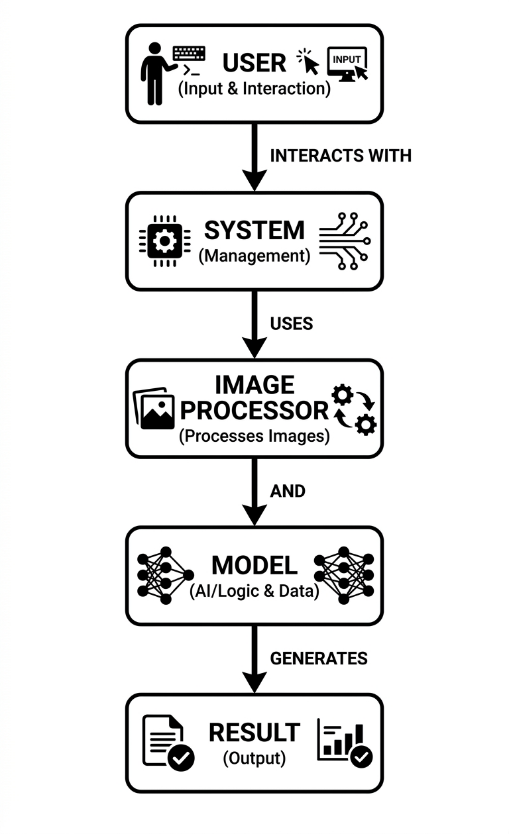 USER
INPUT
>_
(Input & Interaction)
INTERACTS WITH
SYSTEM
(Management)
USES
IMAGE
PROCESSOR
(Processes Images)
AND
MODEL
(AI/Logic & Data)
GENERATES
RESULT
(Output)